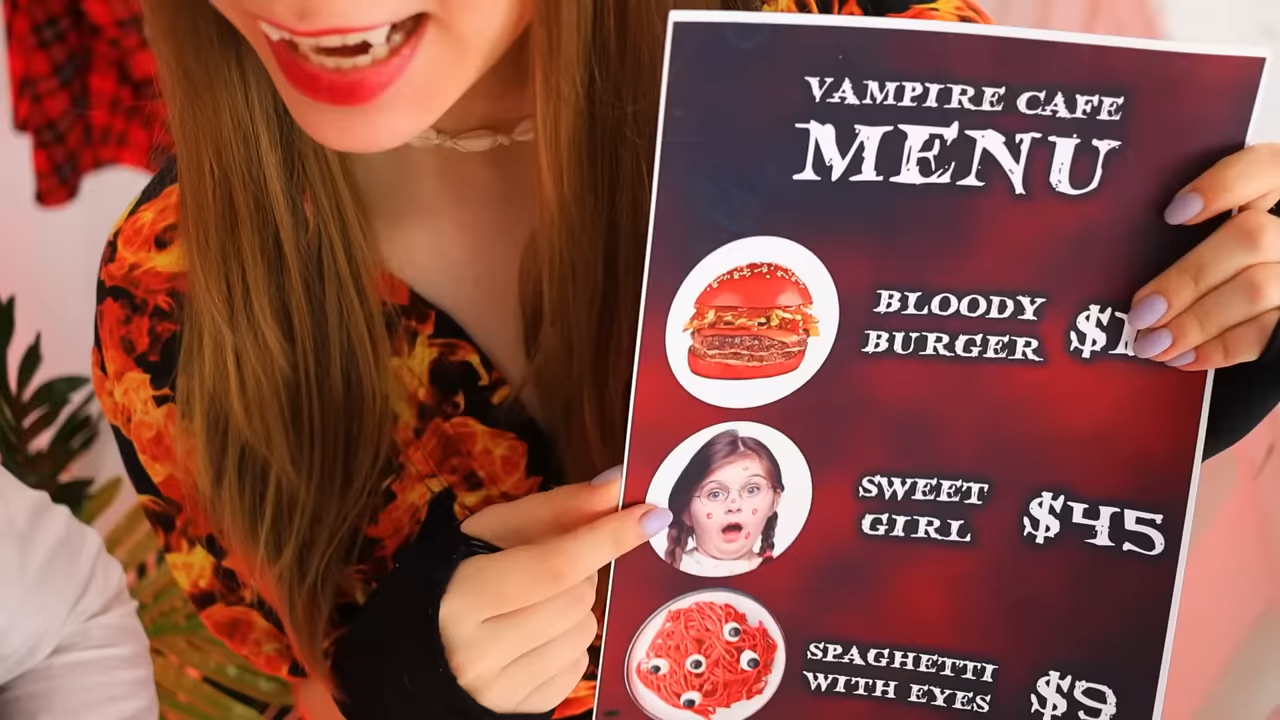 VAMPIRE CAFE
MENU
BLOODY
BURGER
SWEET
GIRL $45
SPAGHETTI
WITH EYES $9